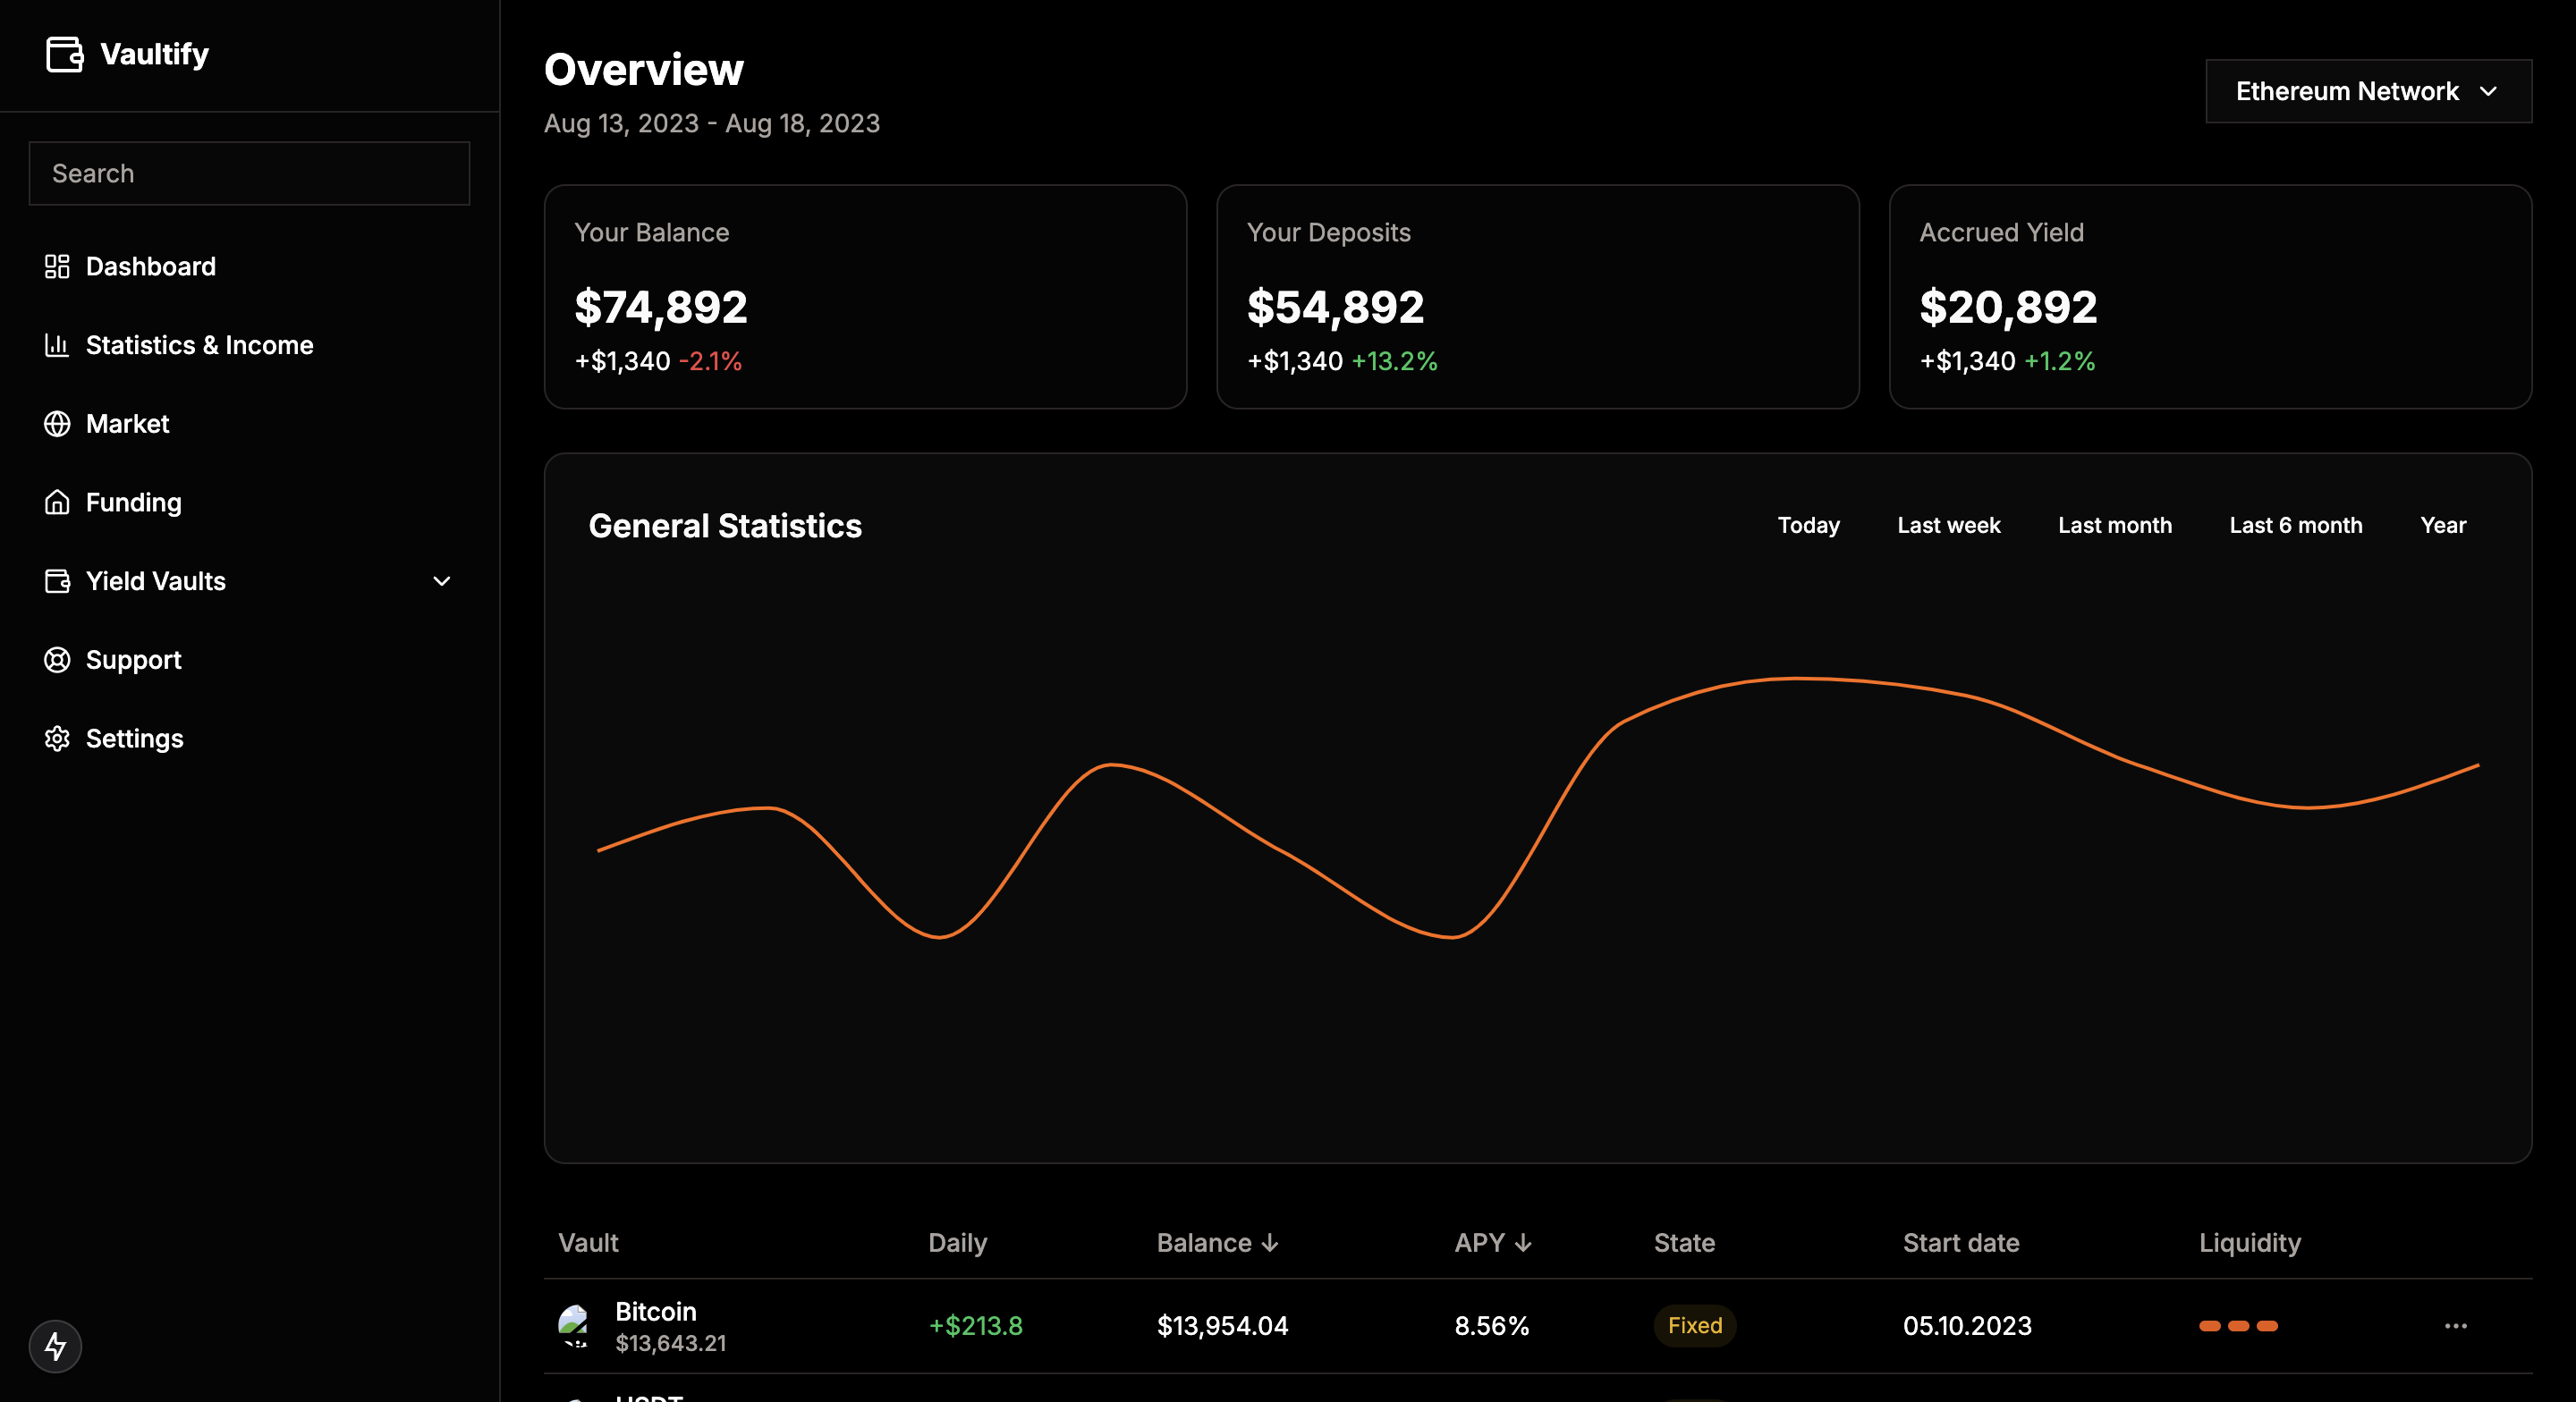 Vaultify
Search
Dashboard
Statistics & Income
Market
Funding
Yield Vaults
Support
Settings
Overview
Aug 13, 2023 - Aug 18, 2023
Ethereum Network
Your Balance
$74,892
+$1,340 -2.1%
Your Deposits
$54,892
+$1,340 +13.2%
Accrued Yield
$20,892
+$1,340 +1.2%
General Statistics
Today Last week Last month Last 6 month Year
Vault Daily Balance ↓ APY ↓ State Start date Liquidity
Bitcoin
$13,643.21
+$213.8 $13,954.04 8.56% Fixed 05.10.2023